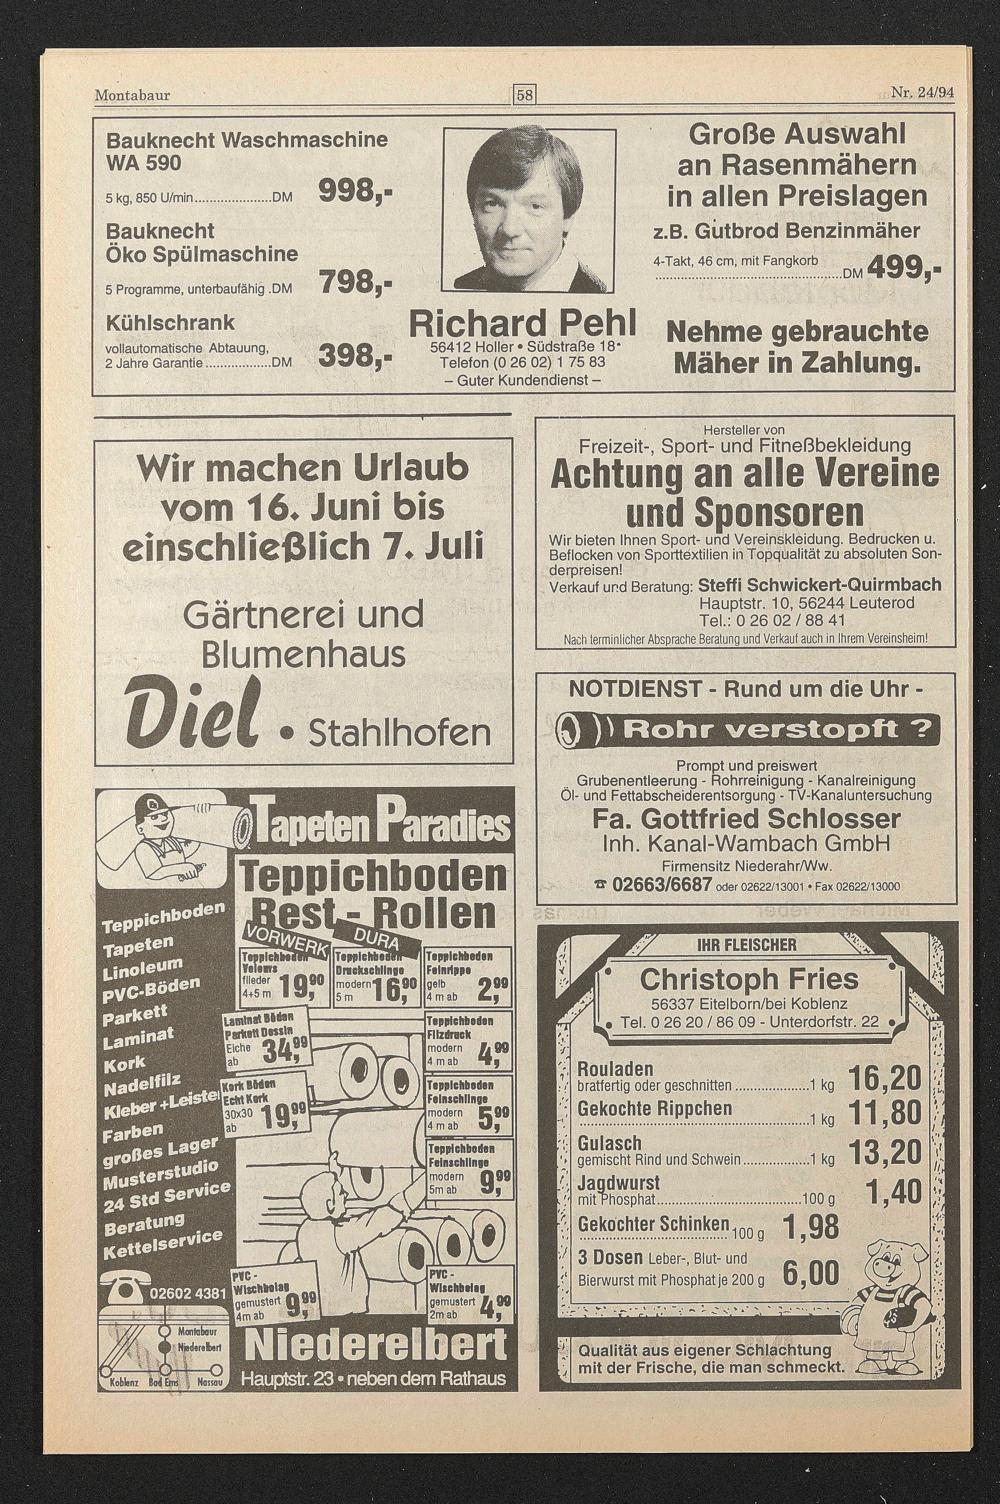 Montabaur
58
Nr. 24/94
Bauknecht Waschmaschine
WA 590
5 kg, 850 U/min......................DM 998,-
Bauknecht
Öko Spülmaschine
5 Programme, unterbaufähig .DM 798,-
Kühlschrank
vollautomatische Abtauung,
2 Jahre Garantie...................DM 398,-
Richard Pehl
56412 Holler • Südstraße 18
Telefon (0 26 02) 1 75 83
– Guter Kundendienst –
Große Auswahl
an Rasenmähern
in allen Preislagen
z.B. Gutbrod Benzinmäher
4-Takt, 46 cm, mit Fangkorb
......................................................DM 499,-
Nehme gebrauchte
Mäher in Zahlung.
Wir machen Urlaub
vom 16. Juni bis
einschließlich 7. Juli
Gärtnerei und
Blumenhaus
Diel • Stahlhofen
Hersteller von
Freizeit-, Sport- und Fitneßbekleidung
Achtung an alle Vereine
und Sponsoren
Wir bieten Ihnen Sport- und Vereinskleidung. Bedrucken u.
Beflocken von Sporttextilien in Topqualität zu absoluten Son-
derpreisen!
Verkauf und Beratung: Steffi Schwickert-Quirmbach
Hauptstr. 10, 56244 Leuterod
Tel.: 0 26 02 / 88 41
Nach terminlicher Absprache Beratung und Verkauf auch in Ihrem Vereinsheim!
NOTDIENST - Rund um die Uhr -
Rohr verstopft ?
Prompt und preiswert
Grubenentleerung - Rohrreinigung - Kanalreinigung
Öl- und Fettabscheiderentsorgung - TV-Kanaluntersuchung
Fa. Gottfried Schlosser
Inh. Kanal-Wambach GmbH
Firmensitz Niederahr/Ww.
☎ 02663/6687 oder 02622/13001 • Fax 02622/13000
Tapeten Paradies
Teppichboden
Rest - Rollen
Teppichboden
Tapeten
Linoleum
PVC-Böden
Parkett
Laminat
Kork
Nadelfilz
Kleber +Leisten
Farben
großes Lager
Musterstudio
24 Std Service
Beratung
Kettelservice
02602 4381
Montabaur
Niederelbert
Koblenz Bad Ems Nassau
VORWERK
Teppichboden
Velours
flieder
4+5 m 19,90
DURA
Teppichboden
Druckschlinge
modern
5 m 16,90
Teppichboden
Feinrippe
gelb
4 m ab 2,99
Laminat Böden
Parkett Dessin
Eiche
ab 34,99
Teppichboden
Filzdruck
modern
4 m ab 4,99
Kork Böden
Echt Kork
30x30
ab 19,99
Teppichboden
Feinschlinge
modern
4 m ab 5,99
Teppichboden
Feinschlinge
modern
5m ab 9,99
PVC -
Wischbelag
gemustert
4m ab 9,99
PVC -
Wischbelag
gemustert
2m ab 4,99
Niederelbert
Hauptstr. 23 • neben dem Rathaus
IHR FLEISCHER
Christoph Fries
56337 Eitelborn/bei Koblenz
Tel. 0 26 20 / 86 09 - Unterdorfstr. 22
Rouladen
bratfertig oder geschnitten .................1 kg 16,20
Gekochte Rippchen
.....................................................1 kg 11,80
Gulasch
gemischt Rind und Schwein................1 kg 13,20
Jagdwurst
mit Phosphat..................................100 g 1,40
Gekochter Schinken
...................................100 g 1,98
3 Dosen Leber-, Blut- und
Bierwurst mit Phosphat je 200 g 6,00
Qualität aus eigener Schlachtung
mit der Frische, die man schmeckt.